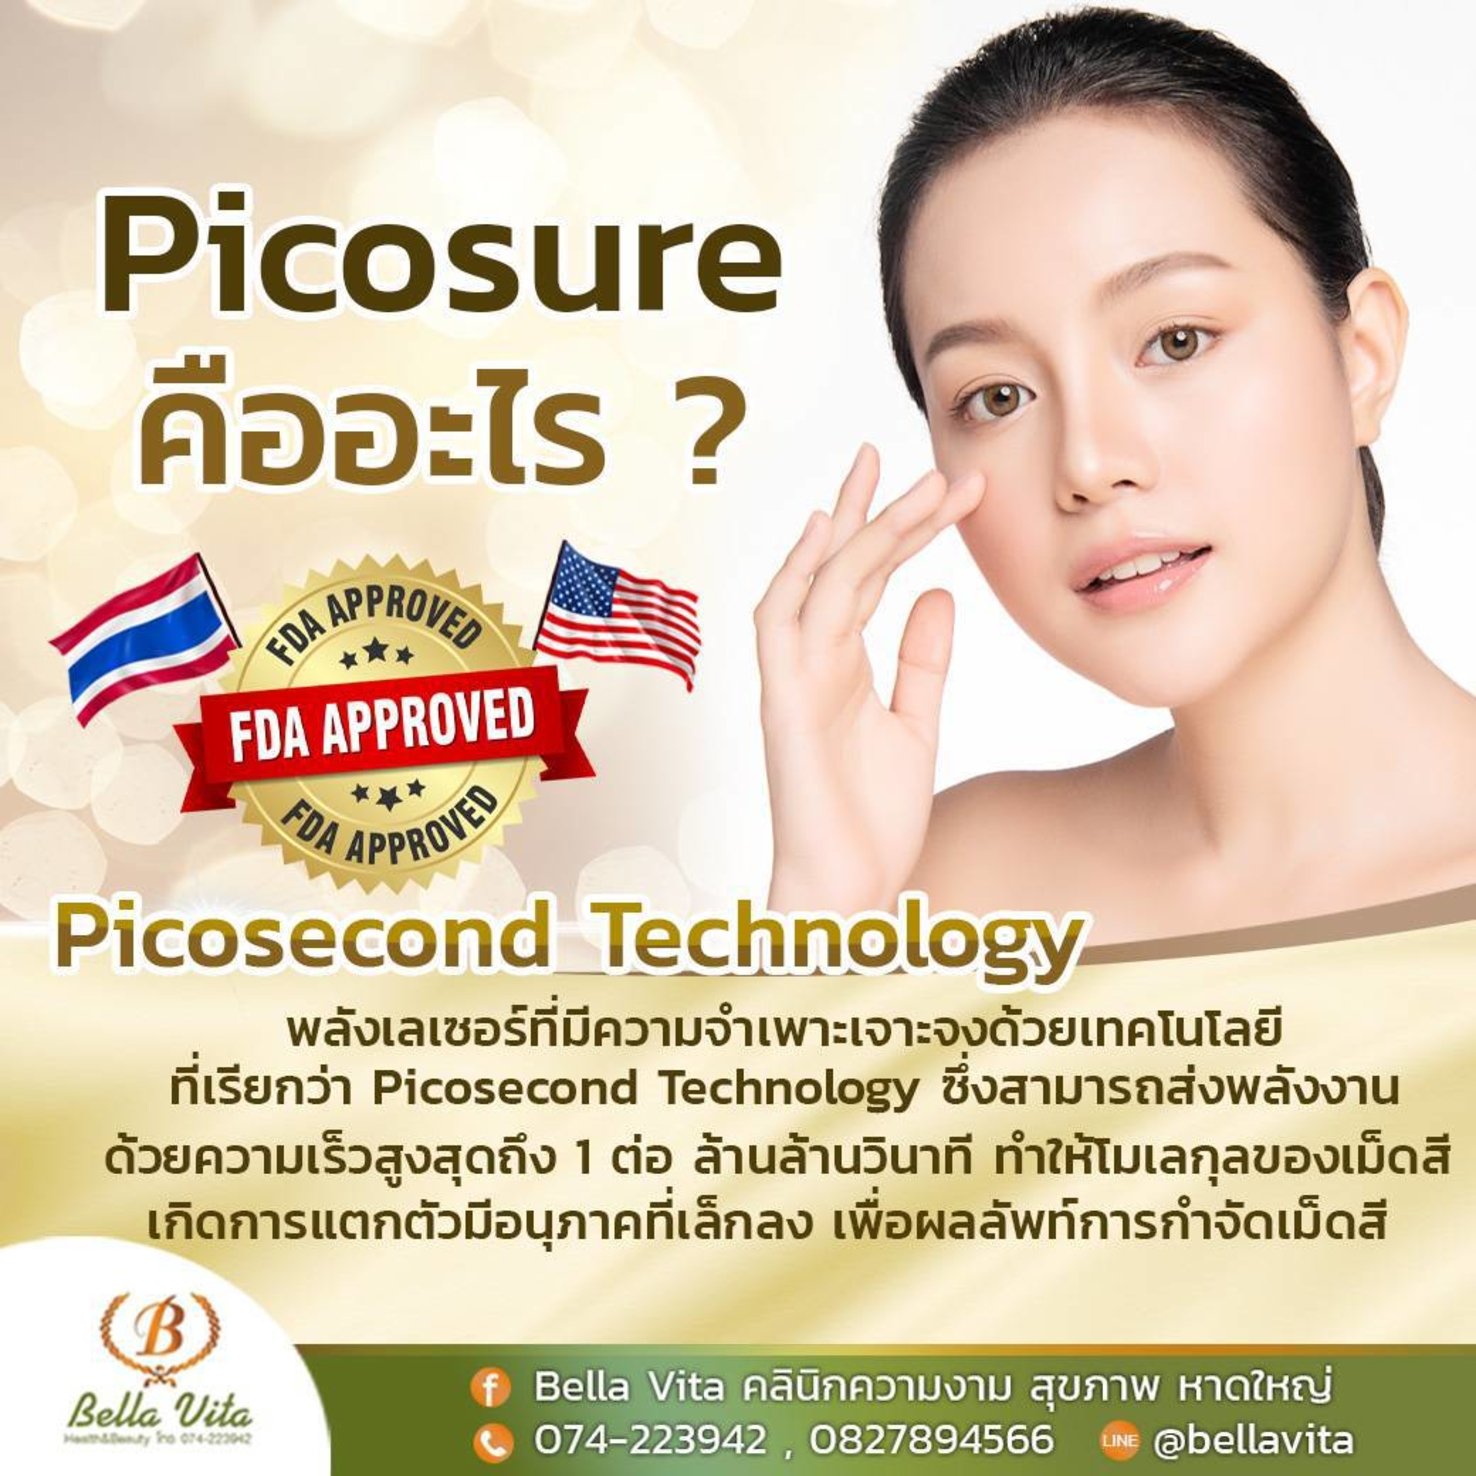 Picosure
คืออะไร ?
FDA APPROVED
FDA APPROVED
FDA APPROVED
Picosecond Technology
พลังเลเซอร์ที่มีความจำเพาะเจาะจงด้วยเทคโนโลยี
ที่เรียกว่า Picosecond Technology ซึ่งสามารถส่งพลังงาน
ด้วยความเร็วสูงสุดถึง 1 ต่อ ล้านล้านวินาที ทำให้โมเลกุลของเม็ดสี
เกิดการแตกตัวมีอนุภาคที่เล็กลง เพื่อผลลัพท์การกำจัดเม็ดสี
B
Bella Vita
Health&Beauty โทร 074-223942
f Bella Vita คลินิกความงาม สุขภาพ หาดใหญ่
074-223942 , 0827894566 LINE @bellavita